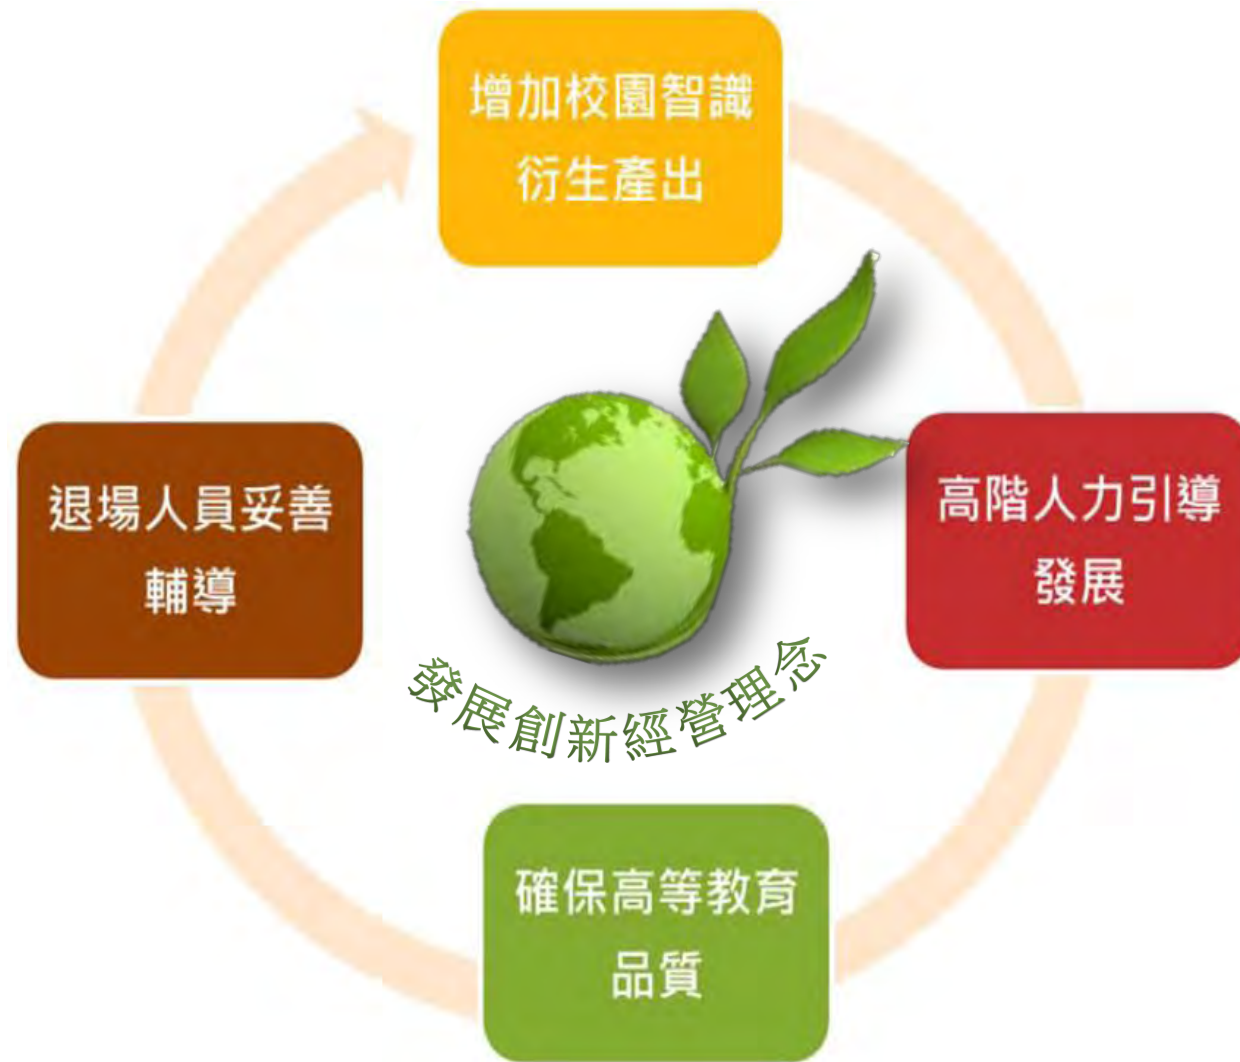 增加校園智識
衍生產出
退場人員妥善
輔導
高階人力引導
發展
發展創新經營理念
確保高等教育
品質